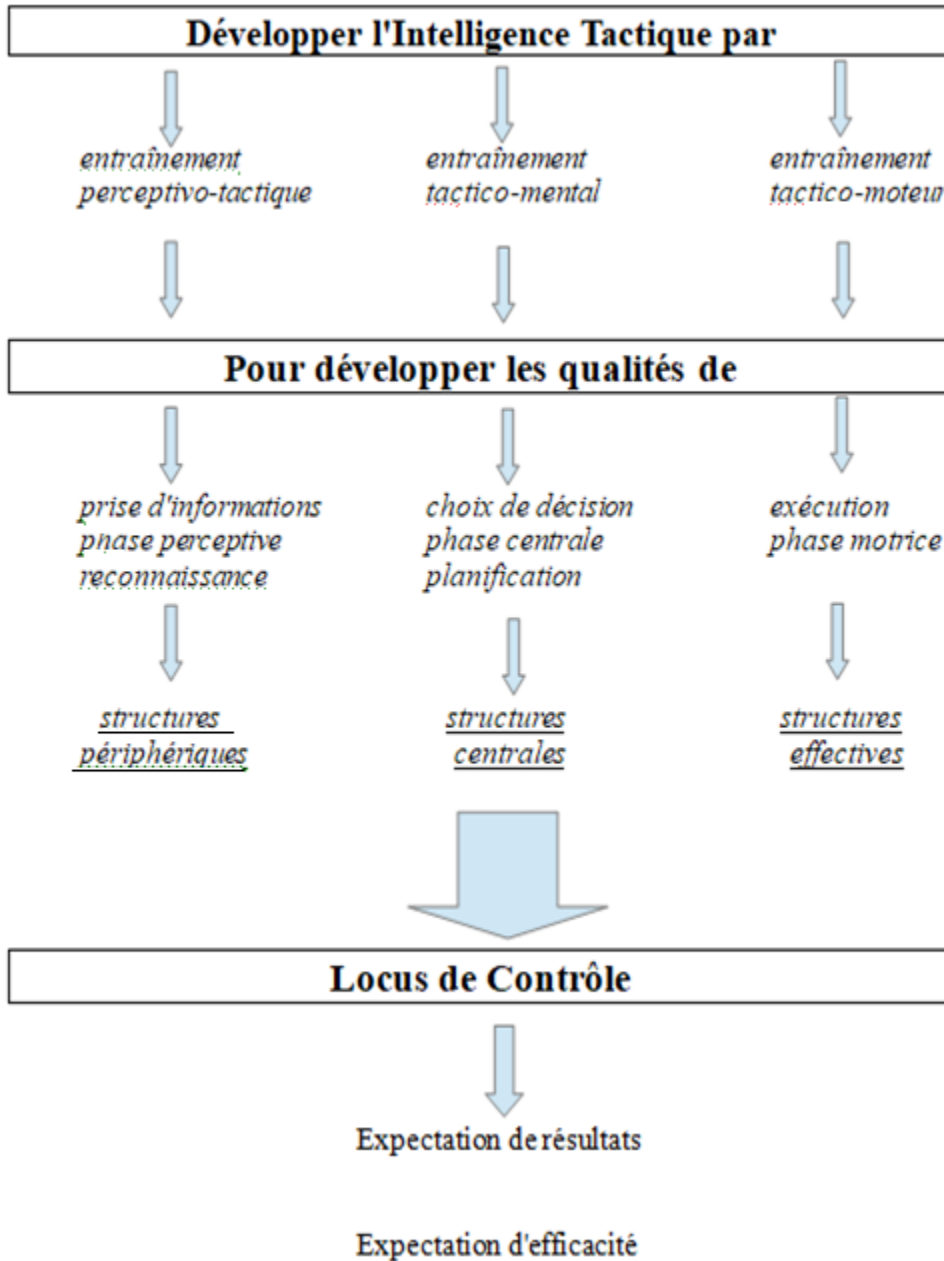 Développer l'Intelligence Tactique par
entraînement
perceptivo-tactique
entraînement
tactico-mental
entraînement
tactico-moteur
Pour développer les qualités de
prise d'informations
phase perceptive
reconnaissance
choix de décision
phase centrale
planification
exécution
phase motrice
structures
périphériques
structures
centrales
structures
effectives
Locus de Contrôle
Expectation de résultats
Expectation d'efficacité